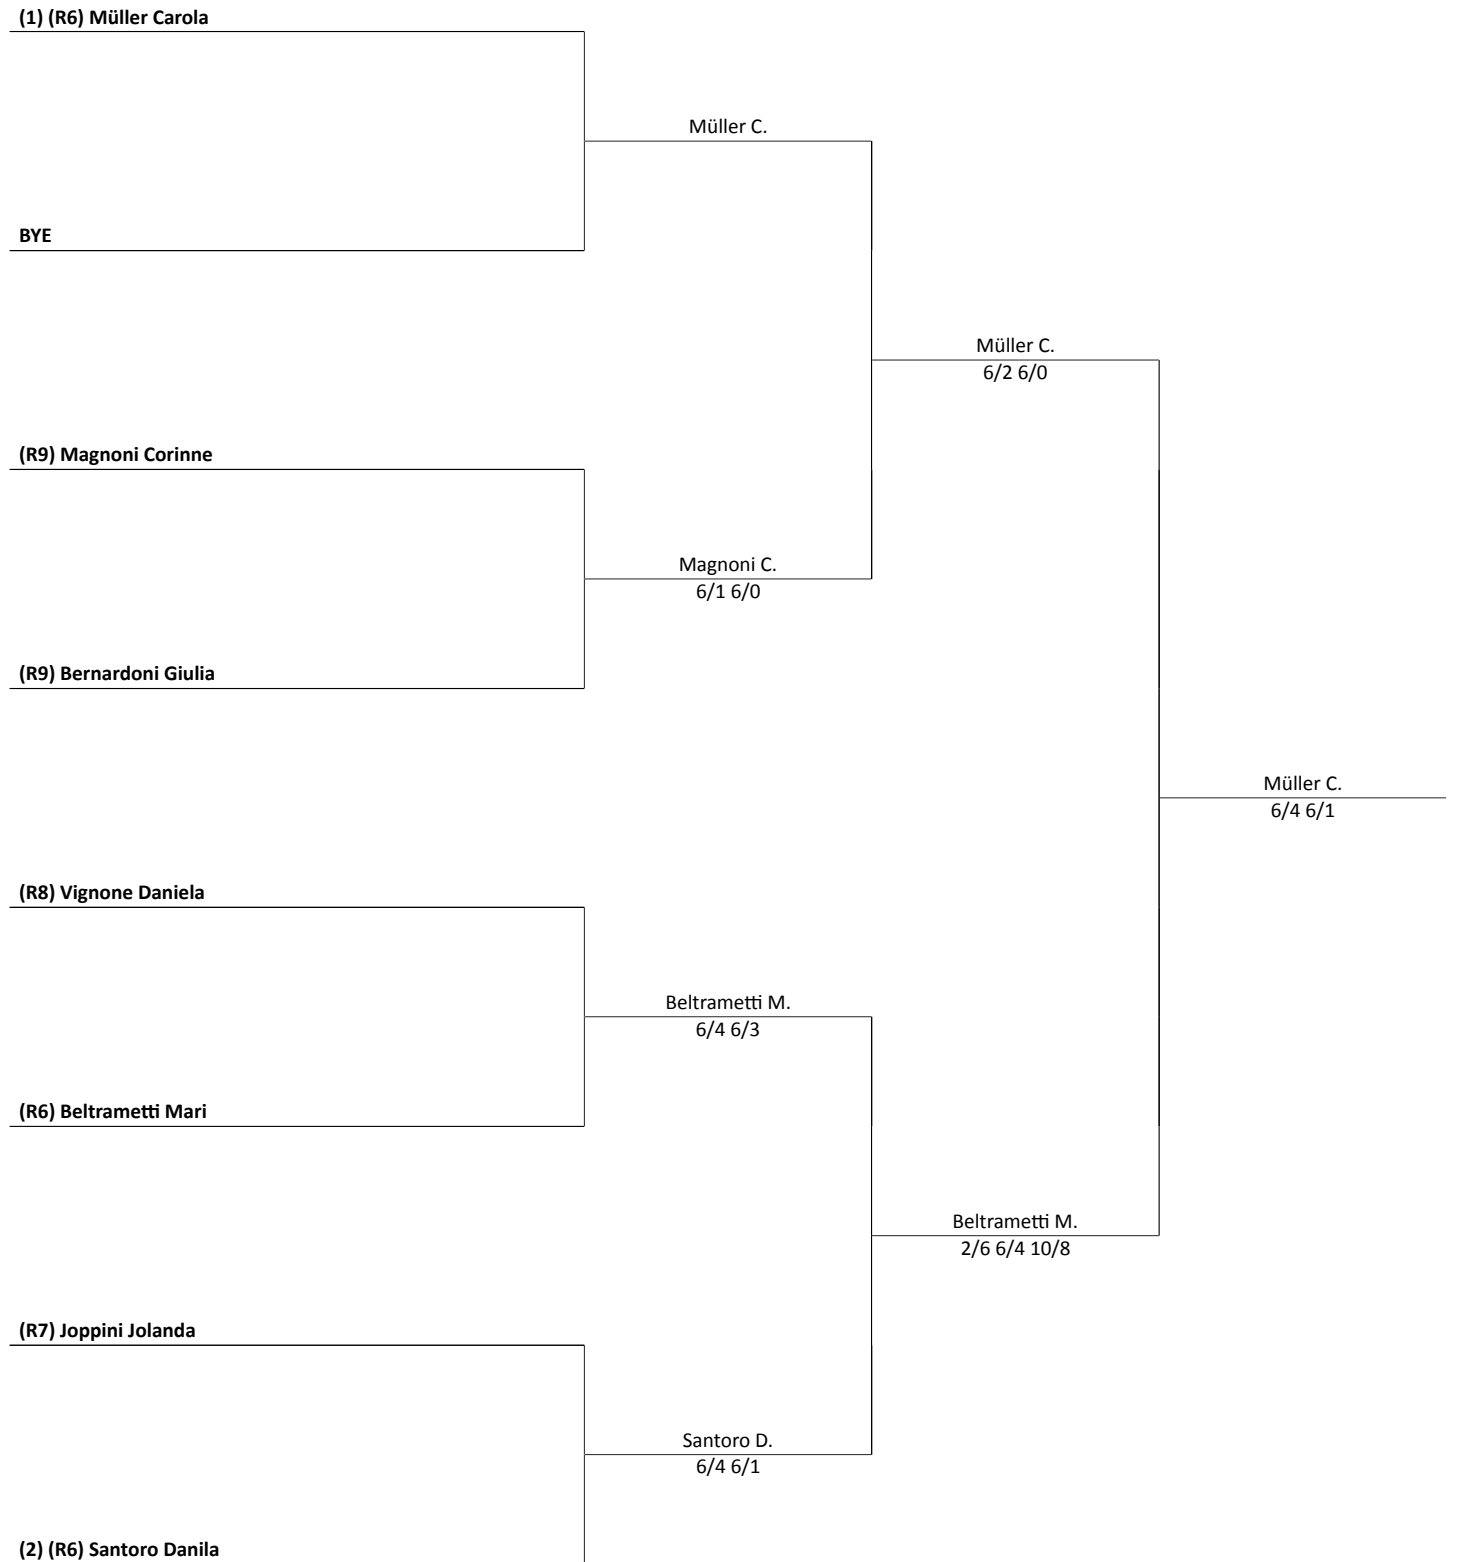 (1) (R6) Müller Carola
Müller C.
BYE
Müller C.
6/2 6/0
(R9) Magnoni Corinne
Magnoni C.
6/1 6/0
(R9) Bernardoni Giulia
Müller C.
6/4 6/1
(R8) Vignone Daniela
Beltrametti M.
6/4 6/3
(R6) Beltrametti Mari
Beltrametti M.
2/6 6/4 10/8
(R7) Joppini Jolanda
Santoro D.
6/4 6/1
(2) (R6) Santoro Danila